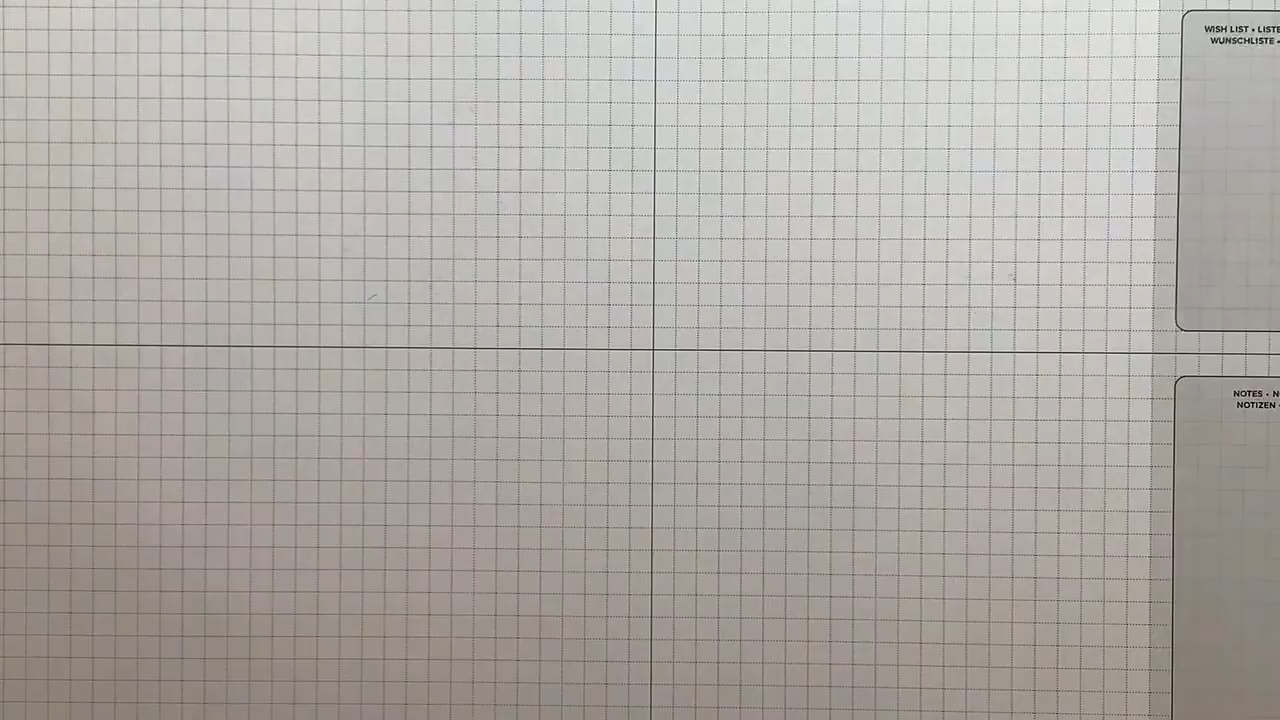 WISH LIST • LISTE
WUNSCHLISTE •
NOTES • N
NOTIZEN •